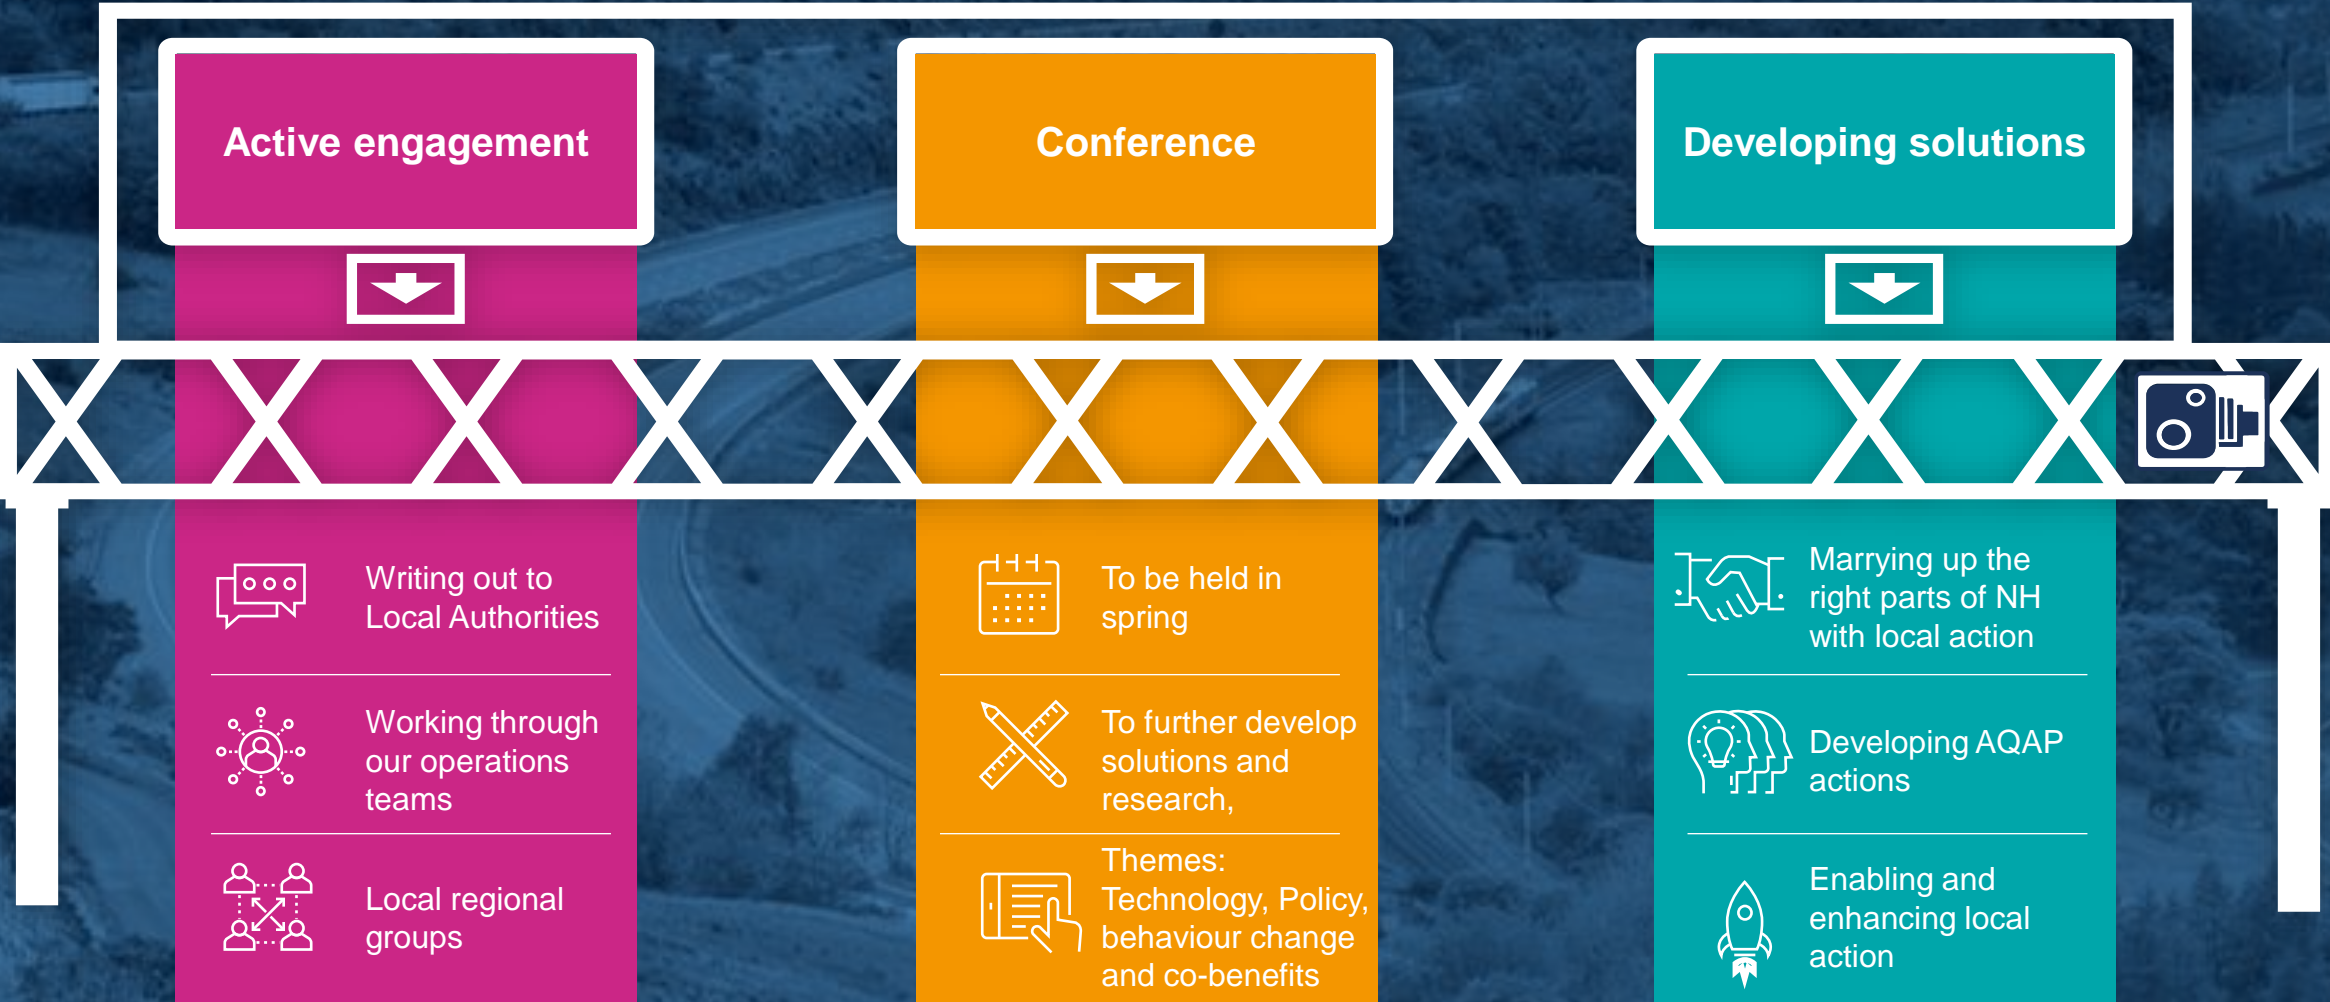 Active engagement
Conference
Developing solutions
Writing out to
Local Authorities
Working through
our operations
teams
Local regional
groups
To be held in
spring
To further develop
solutions and
research,
Themes:
Technology, Policy,
behaviour change
and co-benefits
Marrying up the
right parts of NH
with local action
Developing AQAP
actions
Enabling and
enhancing local
action